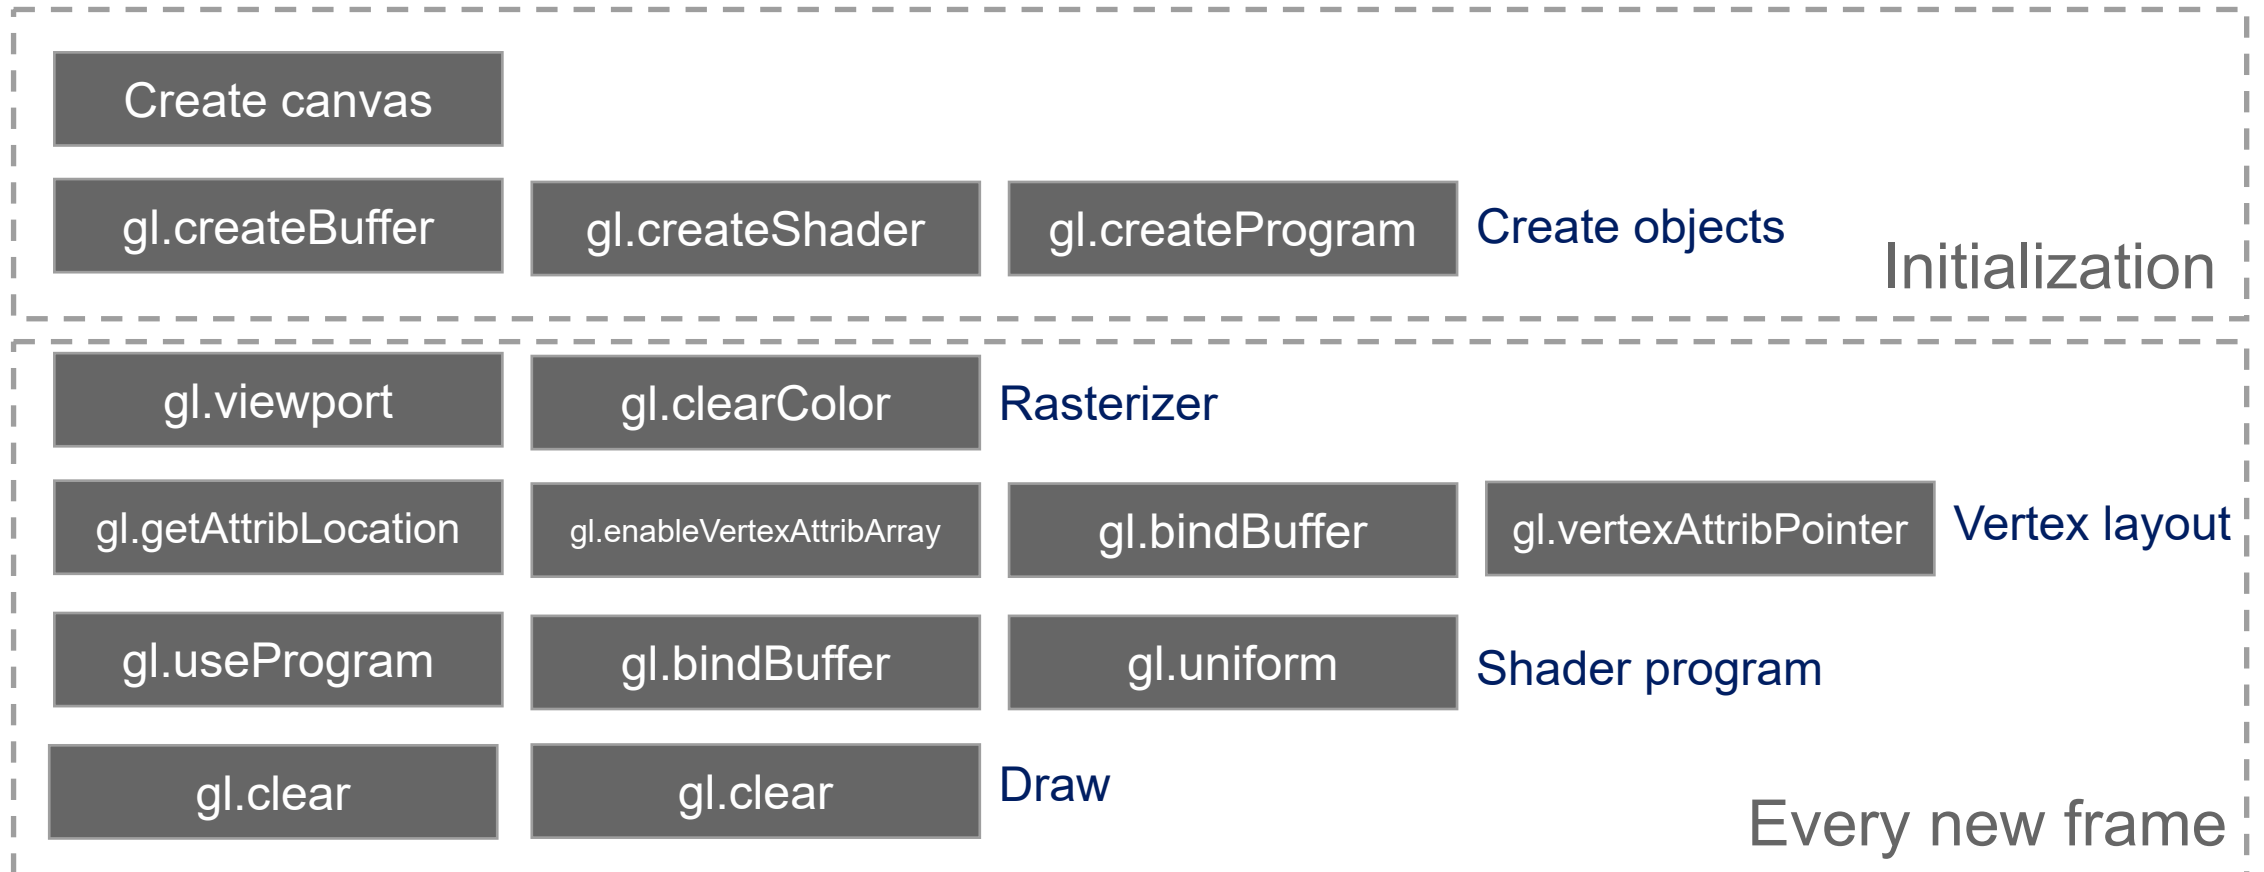 Create canvas
gl.createBuffer gl.createShader gl.createProgram Create objects
Initialization
gl.viewport gl.clearColor Rasterizer
gl.getAttribLocation gl.enableVertexAttribArray gl.bindBuffer gl.vertexAttribPointer Vertex layout
gl.useProgram gl.bindBuffer gl.uniform Shader program
gl.clear gl.clear Draw
Every new frame